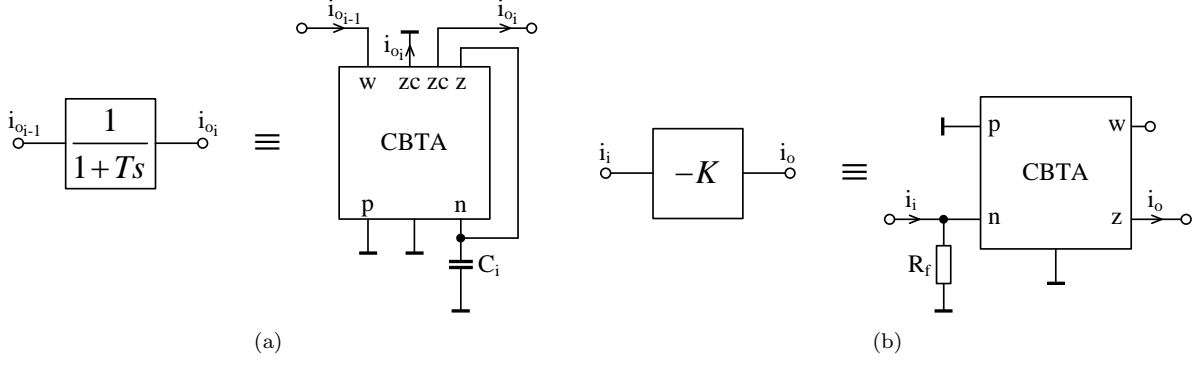 i_{o_{i-1}} i_{o_i}
i_{o_i}
w zc zc z
i_{o_{i-1}} 1 i_{o_i} CBTA
1+Ts
p n
C_i
(a)
p w
i_i -K i_o CBTA
i_i n z i_o
R_f
(b)